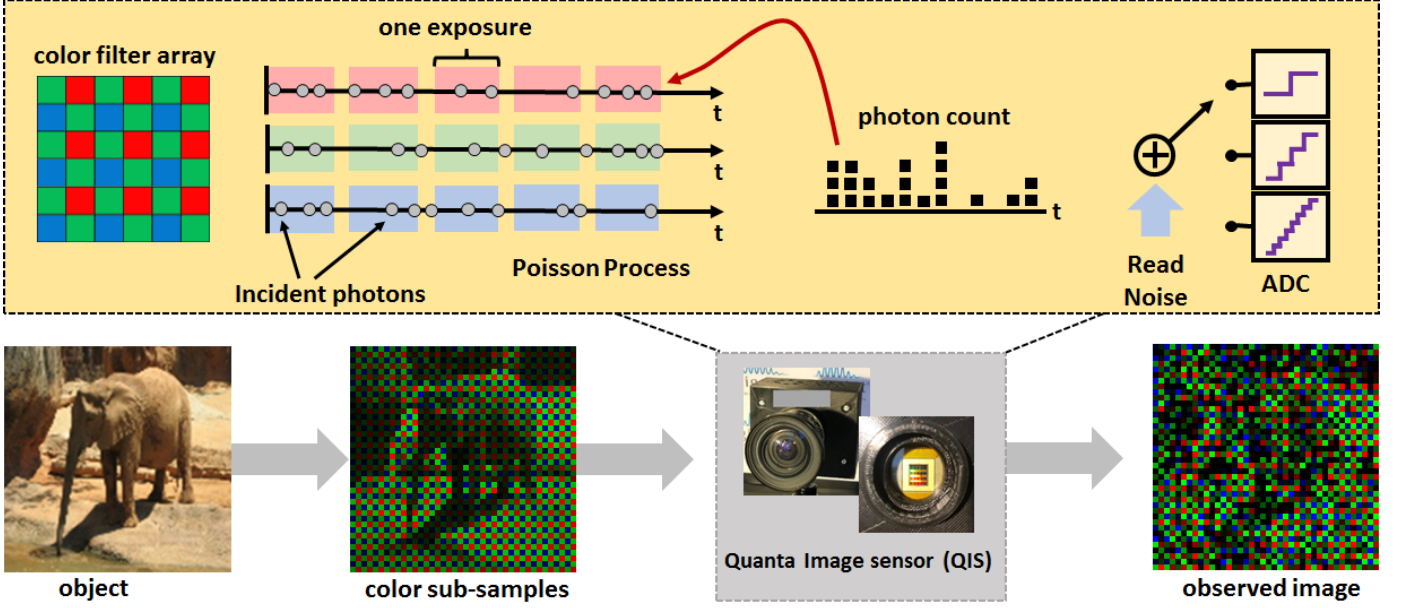 one exposure
color filter array
t
photon count
t
t
t
Poisson Process
Incident photons
Read
Noise
ADC
Quanta Image sensor (QIS)
object
color sub-samples
observed image